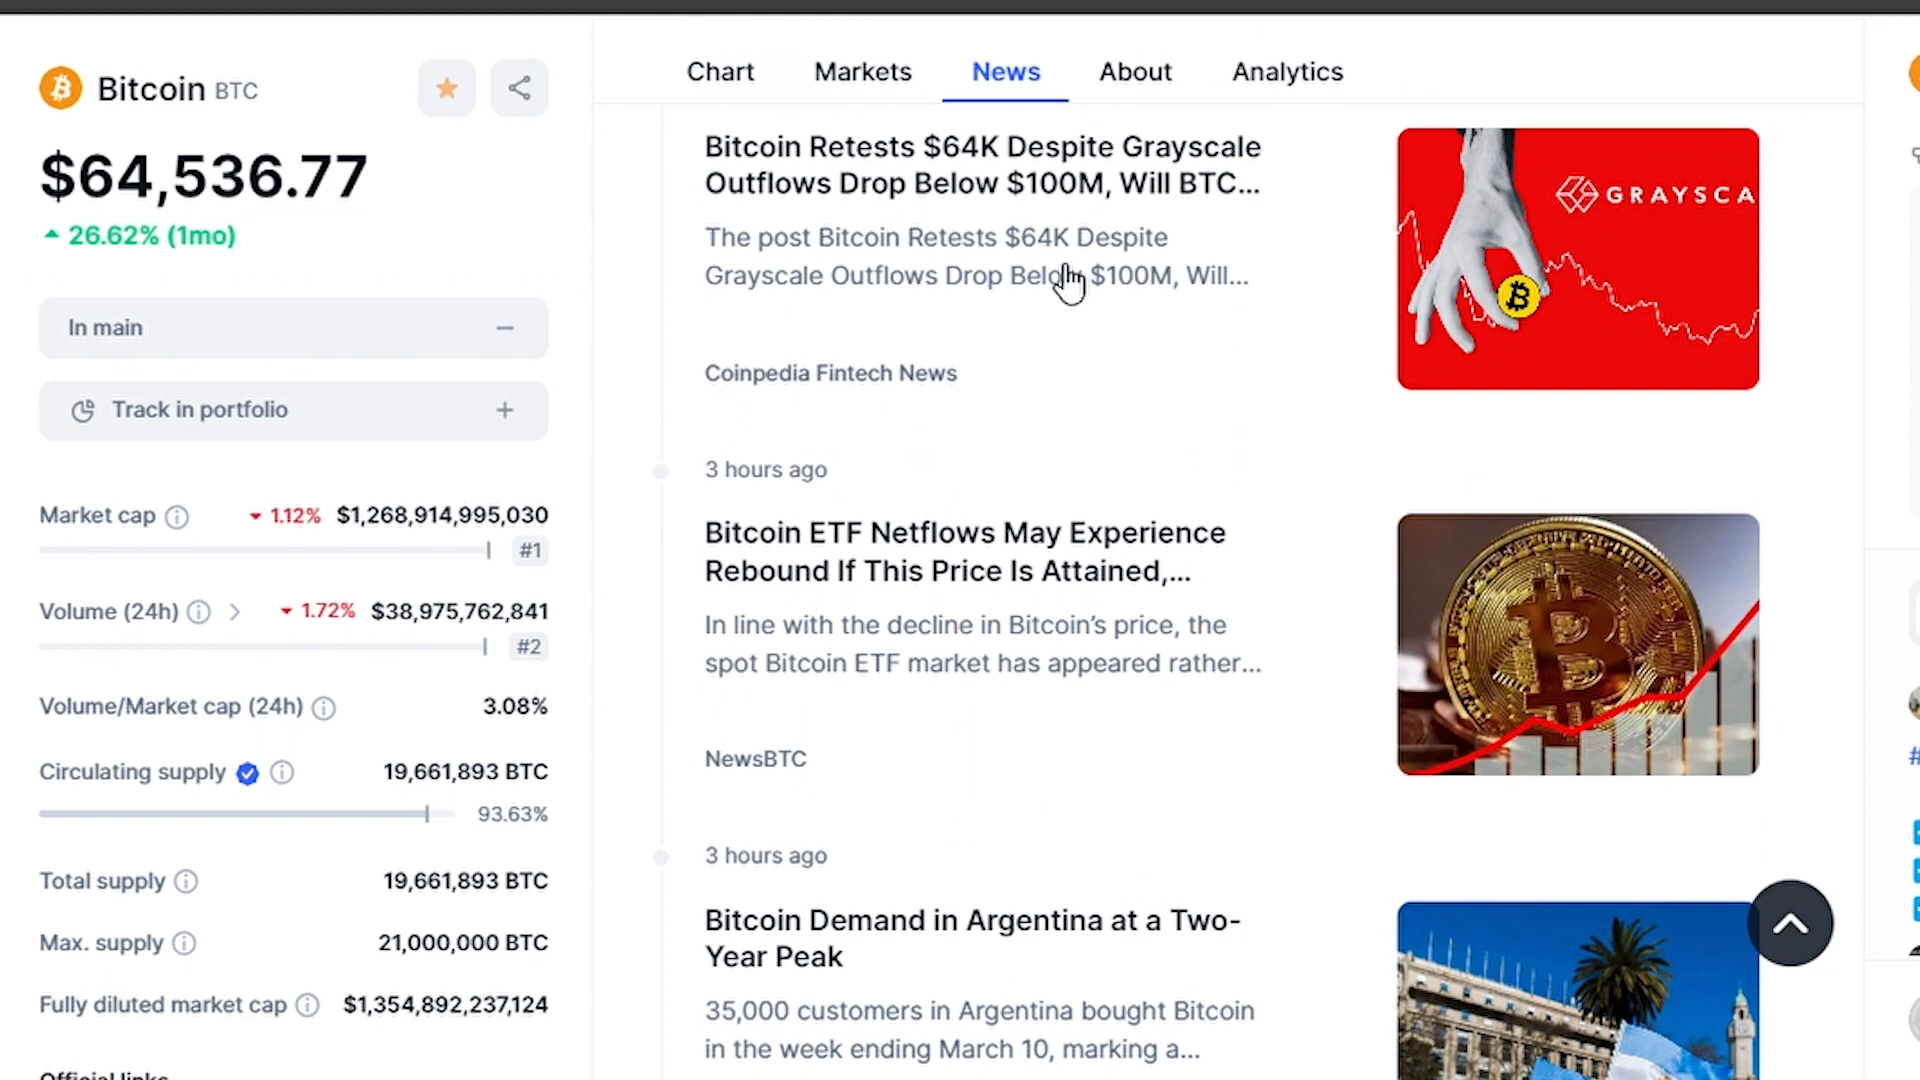 Bitcoin BTC
$64,536.77
26.62% (1mo)
In main
Track in portfolio
Market cap 1.12% $1,268,914,995,030
#1
Volume (24h) 1.72% $38,975,762,841
#2
Volume/Market cap (24h) 3.08%
Circulating supply 19,661,893 BTC
93.63%
Total supply 19,661,893 BTC
Max. supply 21,000,000 BTC
Fully diluted market cap $1,354,892,237,124
Official links
Chart Markets News About Analytics
Bitcoin Retests $64K Despite Grayscale
Outflows Drop Below $100M, Will BTC...
The post Bitcoin Retests $64K Despite
Grayscale Outflows Drop Below $100M, Will...
Coinpedia Fintech News
GRAYSCA
3 hours ago
Bitcoin ETF Netflows May Experience
Rebound If This Price Is Attained,...
In line with the decline in Bitcoin’s price, the
spot Bitcoin ETF market has appeared rather...
NewsBTC
3 hours ago
Bitcoin Demand in Argentina at a Two-
Year Peak
35,000 customers in Argentina bought Bitcoin
in the week ending March 10, marking a...